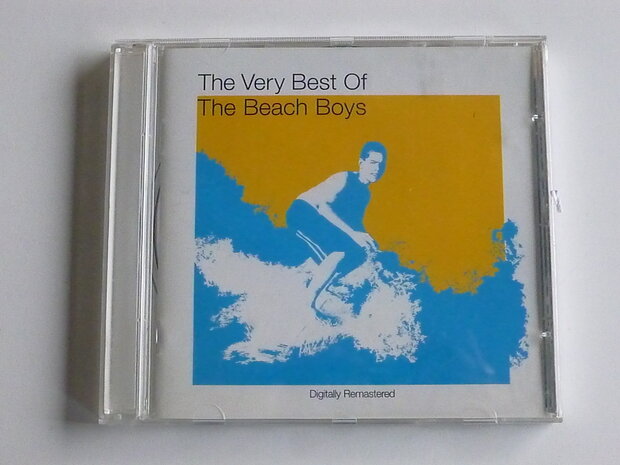 The Very Best Of
The Beach Boys
Digitally Remastered